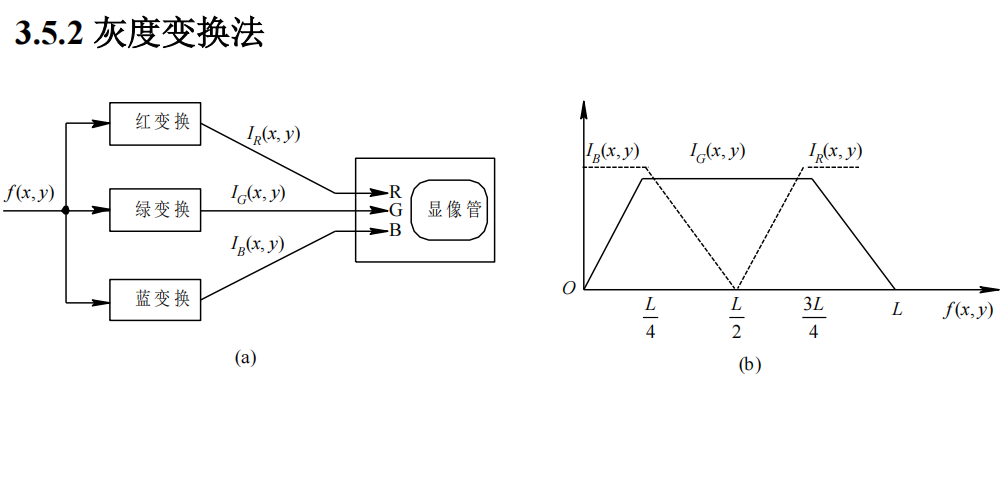 3.5.2 灰度变换法
红变换
I_R(x, y)
f(x, y)
绿变换
I_G(x, y)
R
G
B
显像管
I_B(x, y)
蓝变换
(a)
I_B(x, y)
I_G(x, y)
I_R(x, y)
O
L/4
L/2
3L/4
L
f(x, y)
(b)